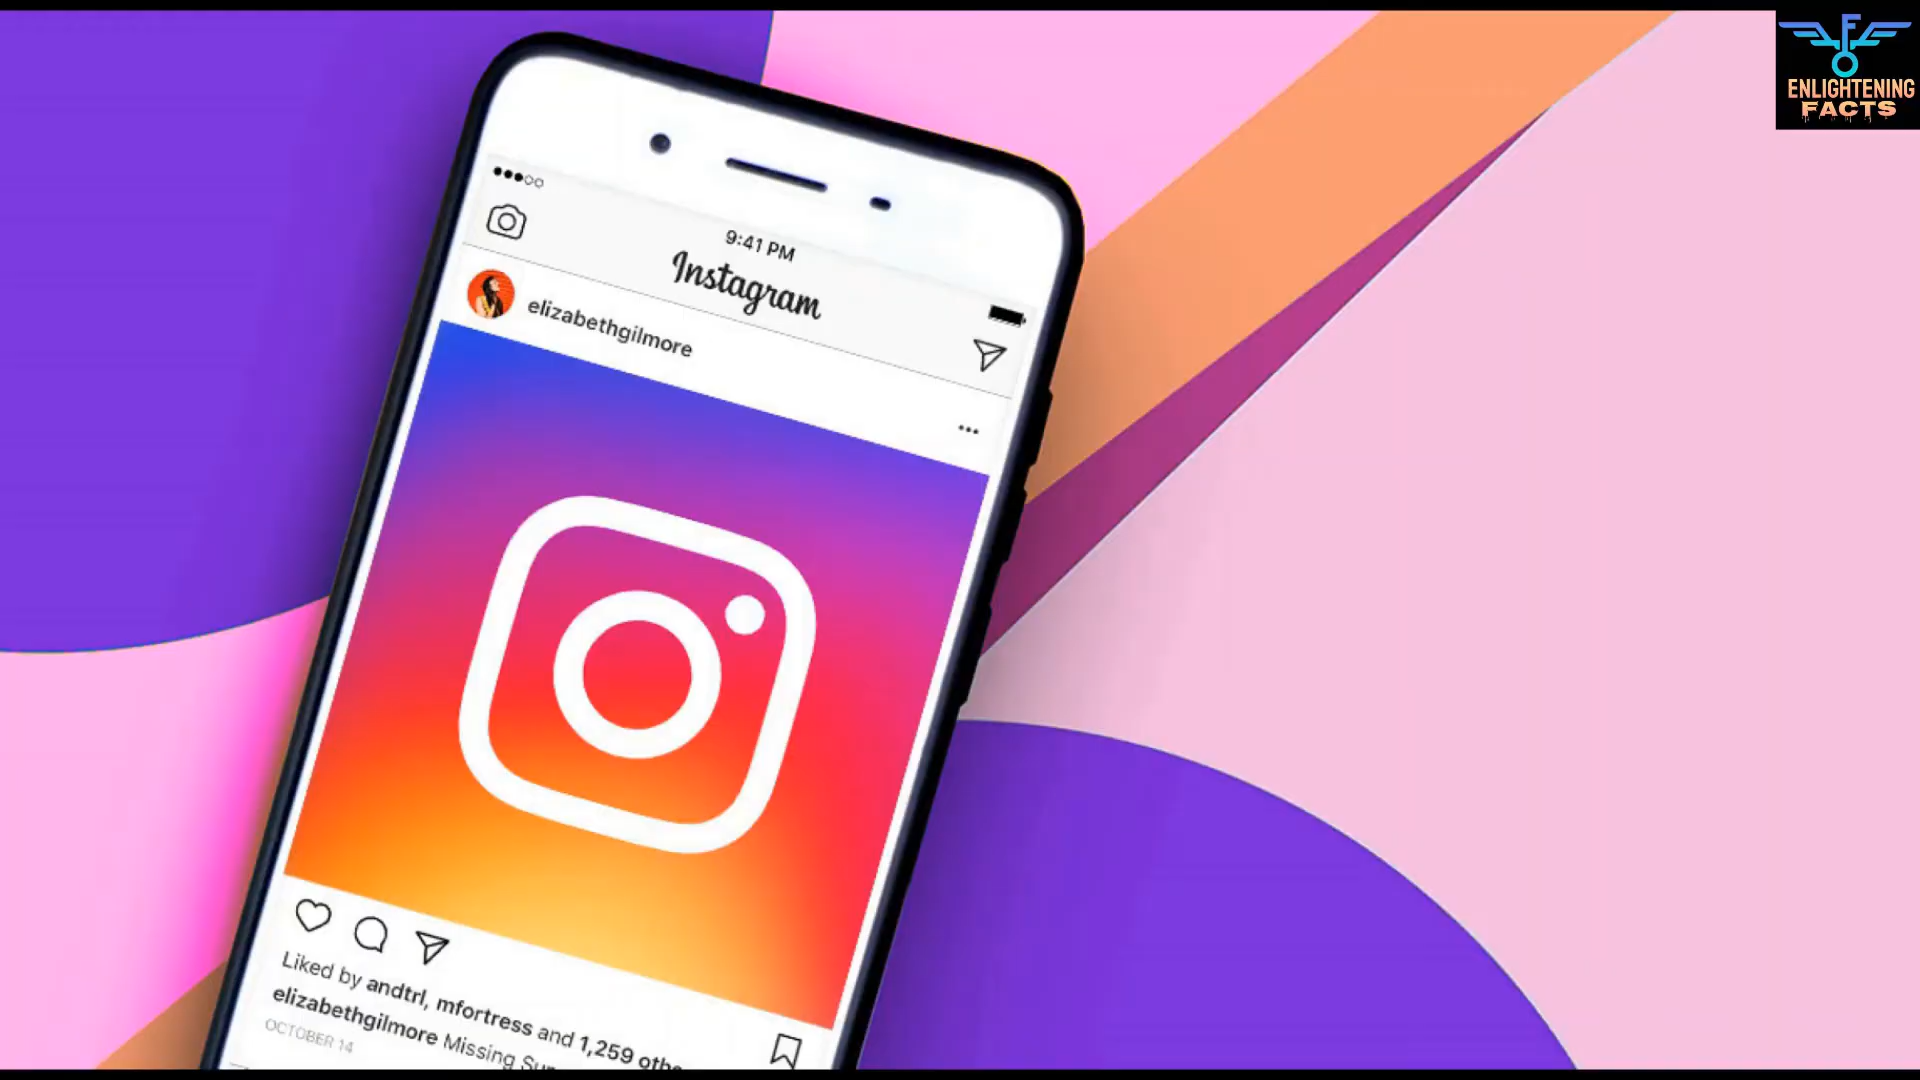 ENLIGHTENING
FACTS
9:41 PM
Instagram
elizabethgilmore
Liked by andtrl, mfortress and 1,259
elizabethgilmore Missing
OCTOBER 14